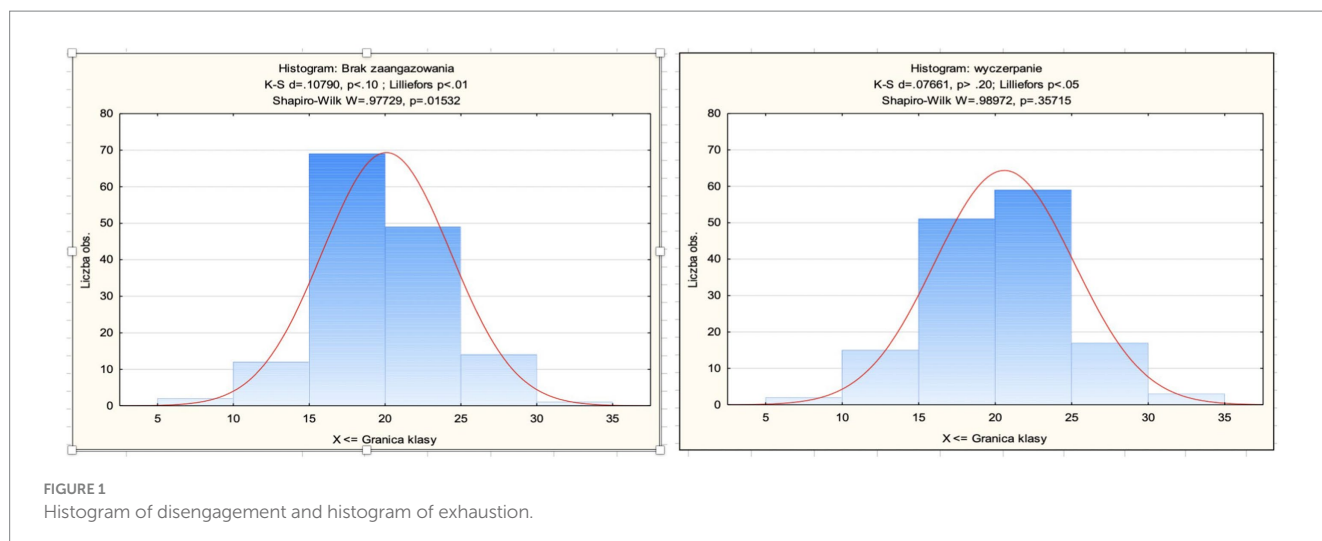 Histogram: Brak zaangazowania
K-S d=.10790, p<.10 ; Lilliefors p<.01
Shapiro-Wilk W=.97729, p=.01532
80
70
60
50
40
30
20
10
0
Liczba obs.
5 10 15 20 25 30 35
X <= Granica klasy
Histogram: wyczerpanie
K-S d=.07661, p> .20; Lilliefors p<.05
Shapiro-Wilk W=.98972, p=.35715
80
70
60
50
40
30
20
10
0
Liczba obs.
5 10 15 20 25 30 35
X <= Granica klasy
FIGURE 1
Histogram of disengagement and histogram of exhaustion.